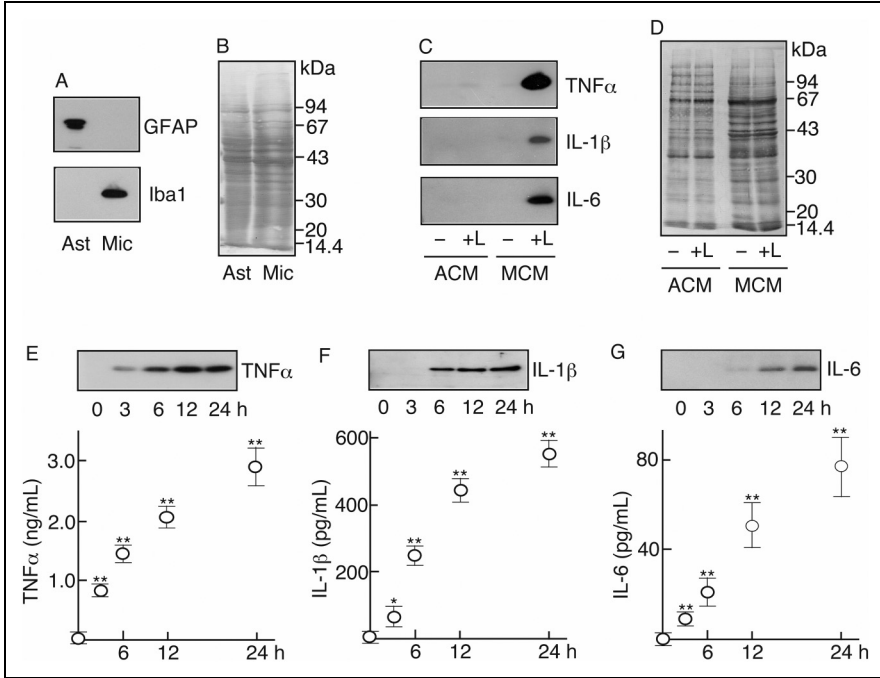 A
GFAP
Iba1
Ast Mic
B
kDa
94
67
43
30
20
14.4
Ast Mic
C
TNFα
IL-1β
IL-6
– +L – +L
ACM MCM
D
kDa
94
67
43
30
20
14.4
– +L – +L
ACM MCM
E
TNFα
0 3 6 12 24 h
TNFα (ng/mL)
3.0
2.0
1.0
** ** ** **
6 12 24 h
F
IL-1β
0 3 6 12 24 h
IL-1β (pg/mL)
600
400
200
* ** ** **
6 12 24 h
G
IL-6
0 3 6 12 24 h
IL-6 (pg/mL)
80
40
** ** ** **
6 12 24 h